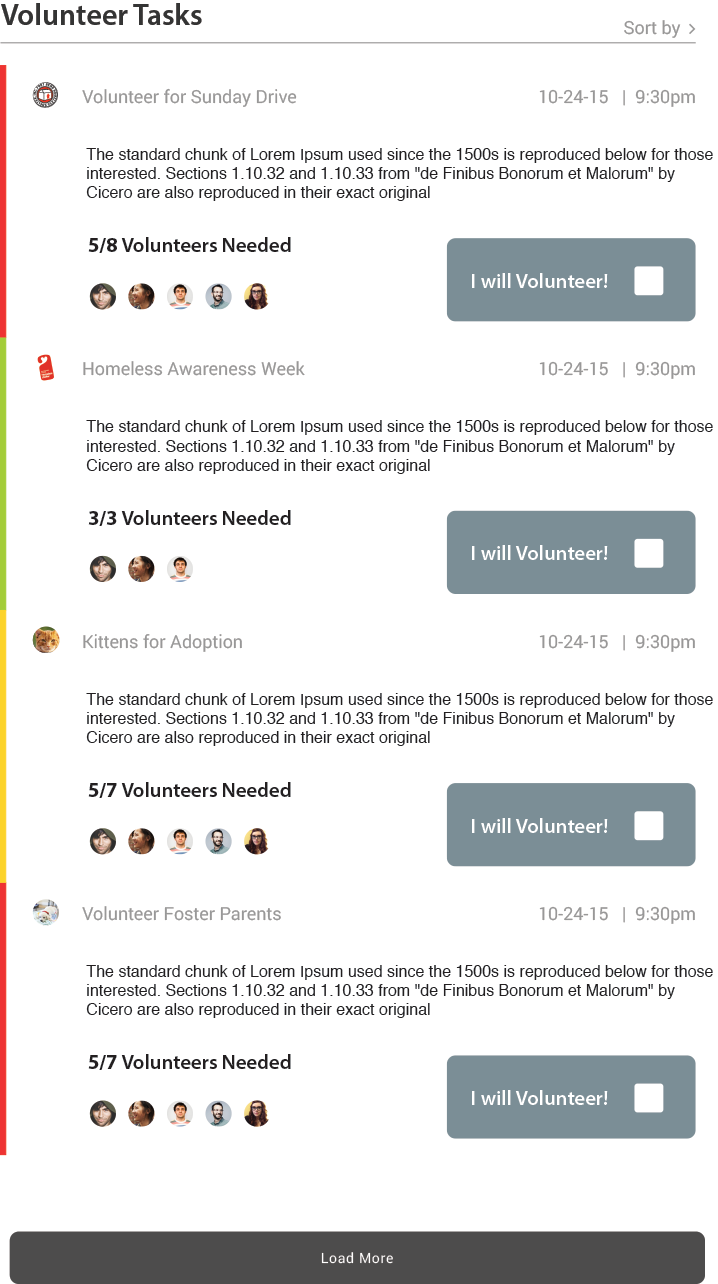 Volunteer Tasks
Sort by >
Volunteer for Sunday Drive 10-24-15 | 9:30pm
The standard chunk of Lorem Ipsum used since the 1500s is reproduced below for those
interested. Sections 1.10.32 and 1.10.33 from "de Finibus Bonorum et Malorum" by
Cicero are also reproduced in their exact original
5/8 Volunteers Needed
I will Volunteer!
Homeless Awareness Week 10-24-15 | 9:30pm
The standard chunk of Lorem Ipsum used since the 1500s is reproduced below for those
interested. Sections 1.10.32 and 1.10.33 from "de Finibus Bonorum et Malorum" by
Cicero are also reproduced in their exact original
3/3 Volunteers Needed
I will Volunteer!
Kittens for Adoption 10-24-15 | 9:30pm
The standard chunk of Lorem Ipsum used since the 1500s is reproduced below for those
interested. Sections 1.10.32 and 1.10.33 from "de Finibus Bonorum et Malorum" by
Cicero are also reproduced in their exact original
5/7 Volunteers Needed
I will Volunteer!
Volunteer Foster Parents 10-24-15 | 9:30pm
The standard chunk of Lorem Ipsum used since the 1500s is reproduced below for those
interested. Sections 1.10.32 and 1.10.33 from "de Finibus Bonorum et Malorum" by
Cicero are also reproduced in their exact original
5/7 Volunteers Needed
I will Volunteer!
Load More